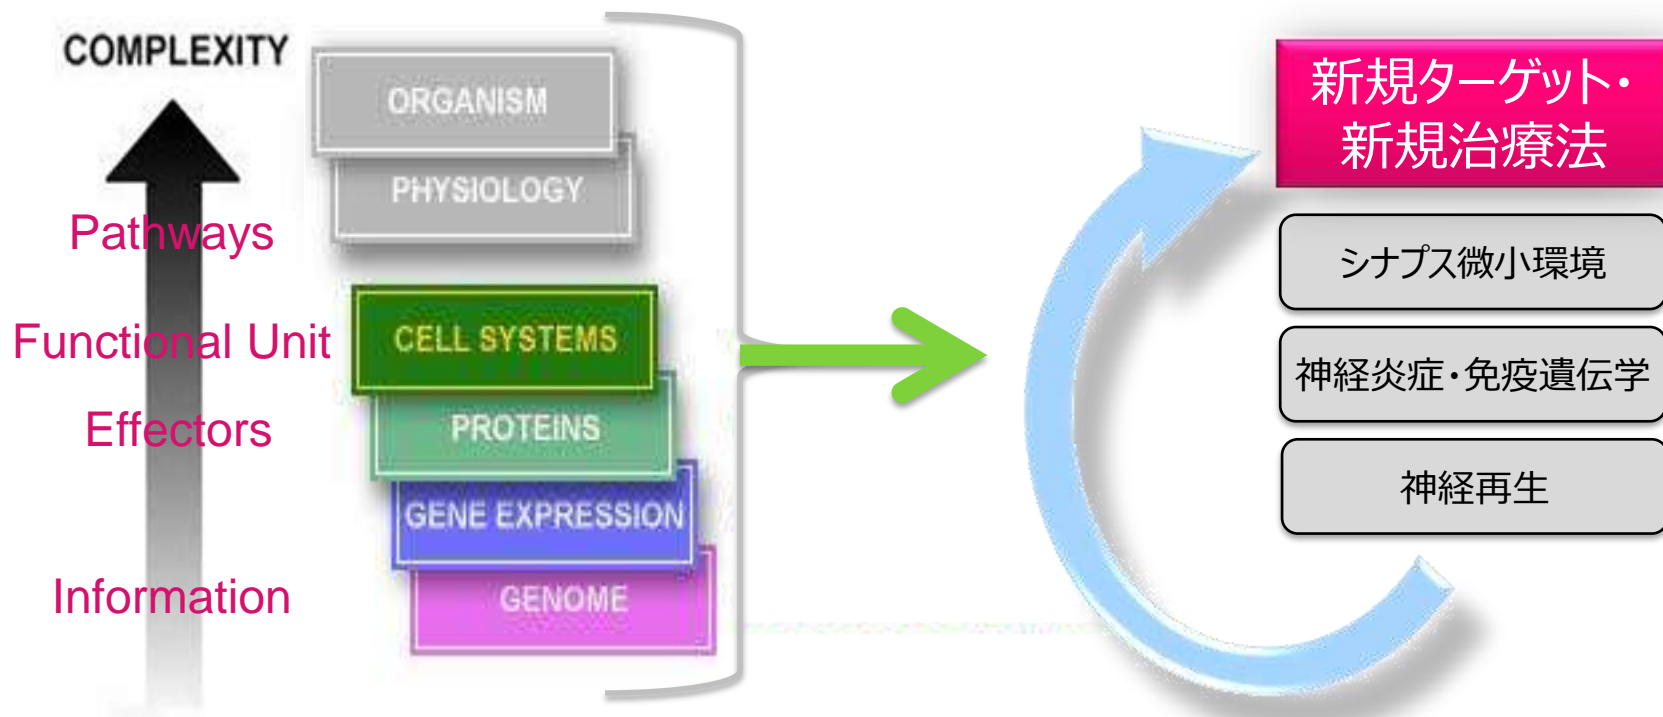 COMPLEXITY
ORGANISM
PHYSIOLOGY
Pathways
CELL SYSTEMS
Functional Unit
PROTEINS
Effectors
GENE EXPRESSION
GENOME
Information
新規ターゲット・
新規治療法
シナプス微小環境
神経炎症・免疫遺伝学
神経再生